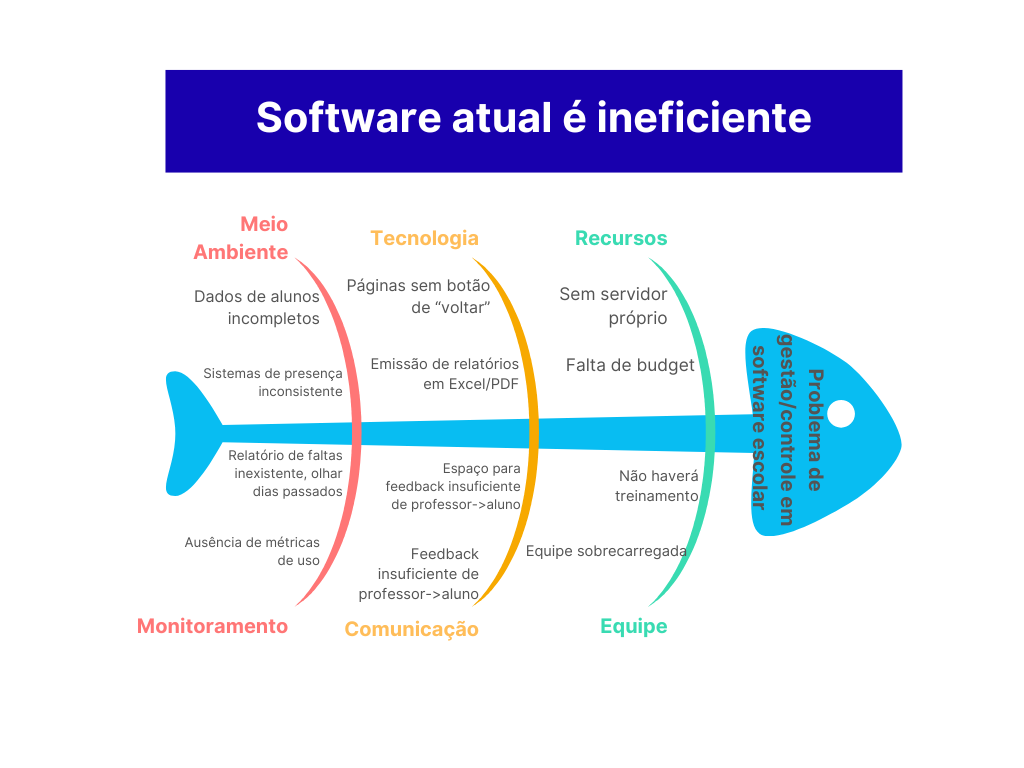 Software atual é ineficiente
Meio
Ambiente
Dados de alunos
incompletos
Sistemas de presença
inconsistente
Tecnologia
Páginas sem botão
de “voltar”
Emissão de relatórios
em Excel/PDF
Recursos
Sem servidor
próprio
Falta de budget
Relatório de faltas
inexistente, olhar
dias passados
Ausência de métricas
de uso
Monitoramento
Espaço para
feedback insuficiente
de professor->aluno
Feedback
insuficiente de
professor->aluno
Comunicação
Não haverá
treinamento
Equipe sobrecarregada
Equipe
Problema de
gestão/controle em
software escolar